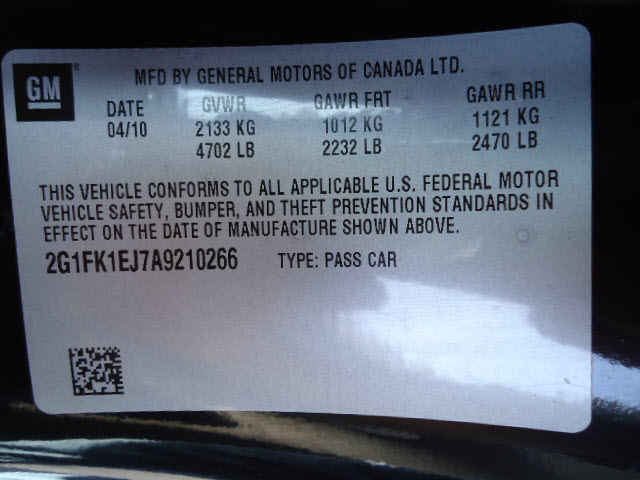 GM
®
MFD BY GENERAL MOTORS OF CANADA LTD.
DATE GVWR GAWR FRT GAWR RR
04/10 2133 KG 1012 KG 1121 KG
4702 LB 2232 LB 2470 LB
THIS VEHICLE CONFORMS TO ALL APPLICABLE U.S. FEDERAL MOTOR
VEHICLE SAFETY, BUMPER, AND THEFT PREVENTION STANDARDS IN
EFFECT ON THE DATE OF MANUFACTURE SHOWN ABOVE.
2G1FK1EJ7A9210266 TYPE: PASS CAR